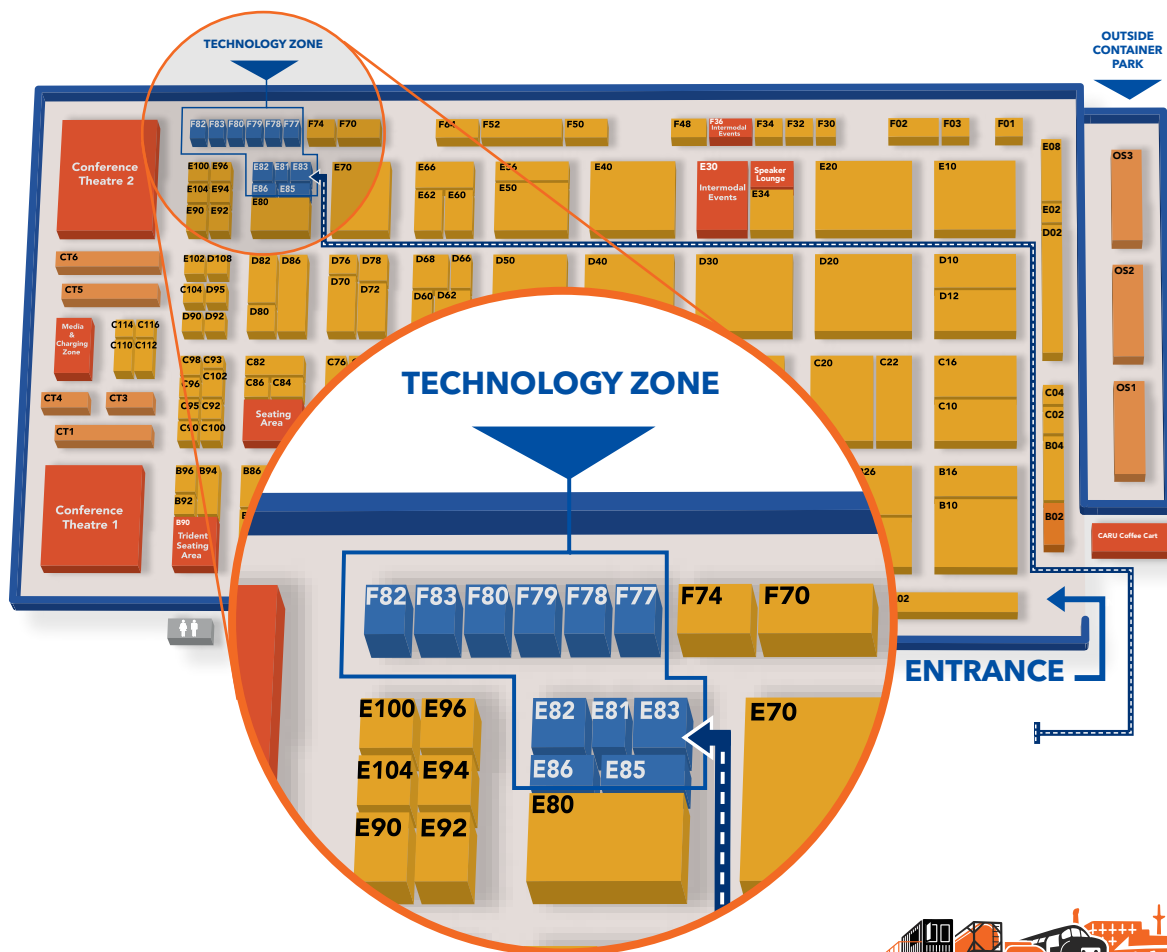 OUTSIDE
CONTAINER
PARK
TECHNOLOGY ZONE
F82 F83 F80 F79 F78 F77 F74 F70
F64 F52 F50
F48
F36
Intermodal
Events
F34 F32 F30
F02 F03 F01
Conference
Theatre 2
E100 E96
E104 E94
E90 E92
E82 E81 E83
E86 E85
E80
E70
E66
E62 E60
E56
E50
E40
E30
Intermodal
Events
Speaker
Lounge
E34
E20
E10
E08
E02
D02
OS3
OS2
OS1
CT6
CT5
E102 D108
C104 D95
D90 D92
D82 D86
D80
D76 D78
D70 D72
D68 D66
D60 D62
D50
D40
D30
D20
D10
D12
Media
&
Charging
Zone
C114 C116
C110 C112
CT4
CT3
CT1
C98 C93
C96 C102
C95 C92
C90 C100
C82
C86 C84
Seating
Area
C76
C20
C22
C16
C10
C04
C02
B04
B02
Conference
Theatre 1
B96 B94
B92
B90
Trident
Seating
Area
B86
B16
B10
CARU Coffee Cart
ENTRANCE
TECHNOLOGY ZONE
F82 F83 F80 F79 F78 F77 F74 F70
E100 E96
E104 E94
E90 E92
E82 E81 E83
E86 E85
E80
E70